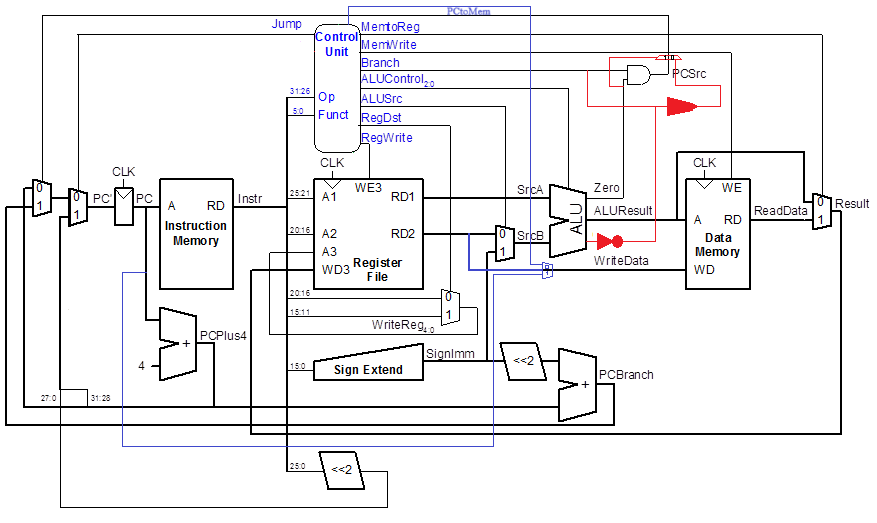 PCtoMem
Jump
MemtoReg
Control
Unit
MemWrite
Branch
PCSrc
ALUControl2:0
31:26
Op
ALUSrc
5:0
Funct
RegDst
RegWrite
CLK
CLK
CLK
0
1
0
1
PC'
PC
A
RD
Instruction
Memory
Instr
25:21
A1
WE3
RD1
SrcA
Zero
WE
20:16
A2
RD2
0
1
SrcB
ALU
ALUResult
A
RD
ReadData
0
1
Result
A3
WD3
Register
File
WriteData
Data
Memory
WD
0
20:16
15:11
0
1
WriteReg4:0
PCPlus4
+
4
15:0
Sign Extend
SignImm
<<2
+
PCBranch
27:0
31:28
25:0
<<2